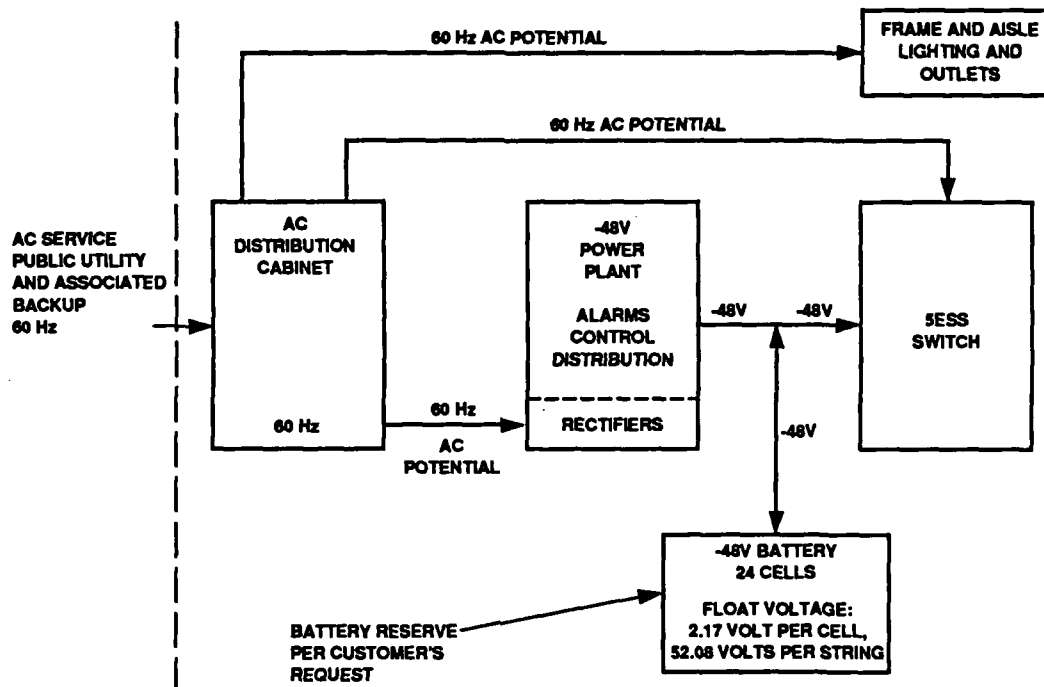 60 Hz AC POTENTIAL
FRAME AND AISLE
LIGHTING AND
OUTLETS
60 Hz AC POTENTIAL
AC SERVICE
PUBLIC UTILITY
AND ASSOCIATED
BACKUP
60 Hz
AC
DISTRIBUTION
CABINET
60 Hz
60 Hz
AC
POTENTIAL
-48V
POWER
PLANT
ALARMS
CONTROL
DISTRIBUTION
RECTIFIERS
-48V
-48V
5ESS
SWITCH
-48V
-48V BATTERY
24 CELLS
FLOAT VOLTAGE:
2.17 VOLT PER CELL,
52.08 VOLTS PER STRING
BATTERY RESERVE
PER CUSTOMER'S
REQUEST